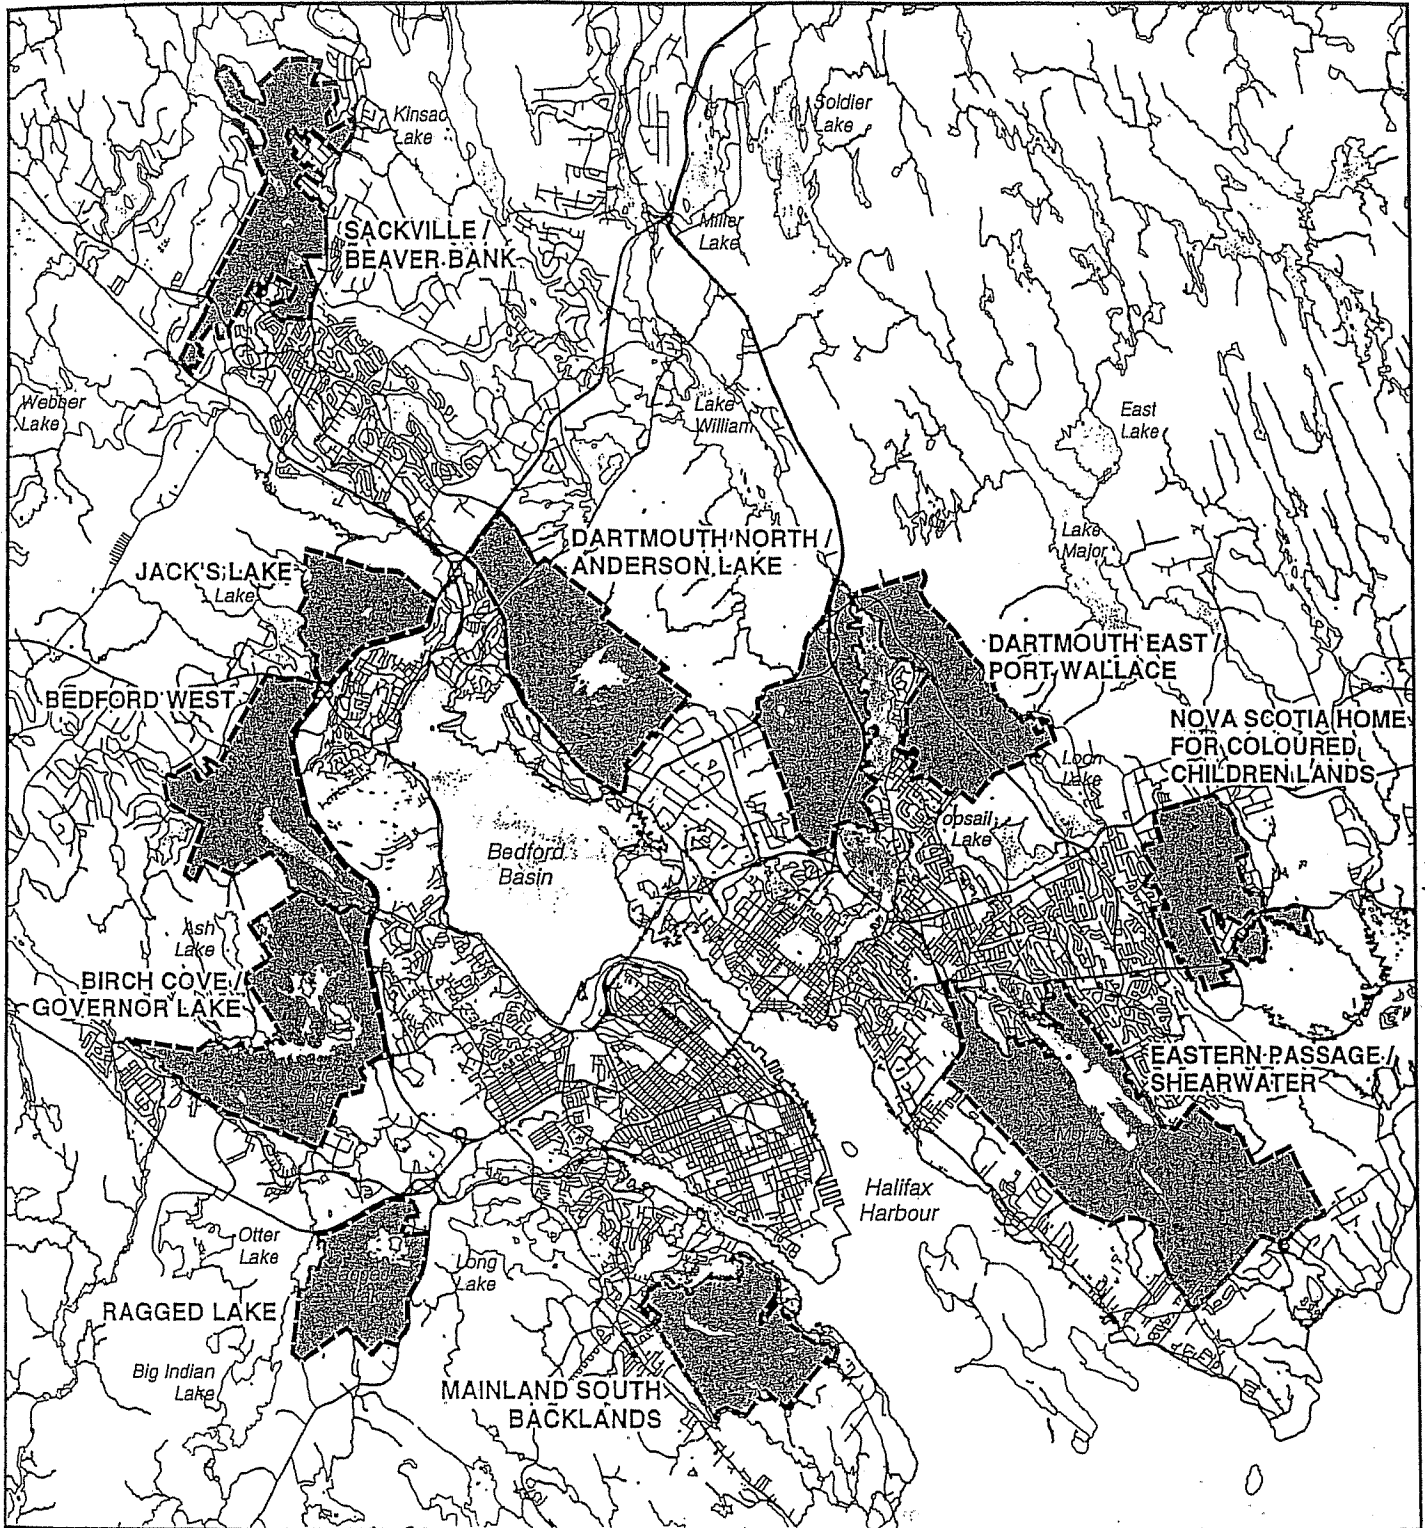 Soldier
Lake
Kinsac
Lake
Miller
Lake
SACKVILLE /
BEAVER BANK
Webber
Lake
Lake
William
East
Lake
Lake
Major
DARTMOUTH NORTH /
ANDERSON LAKE
JACK'S LAKE
Lake
DARTMOUTH EAST /
PORT WALLACE
BEDFORD WEST
NOVA SCOTIA HOME
FOR COLOURED
CHILDREN LANDS
Loon
Lake
Topsail
Lake
Bedford
Basin
Ash
Lake
BIRCH COVE /
GOVERNOR LAKE
EASTERN PASSAGE /
SHEARWATER
Halifax
Harbour
Otter
Lake
Long
Lake
Ragged
RAGGED LAKE
Big Indian
Lake
MAINLAND SOUTH
BACKLANDS